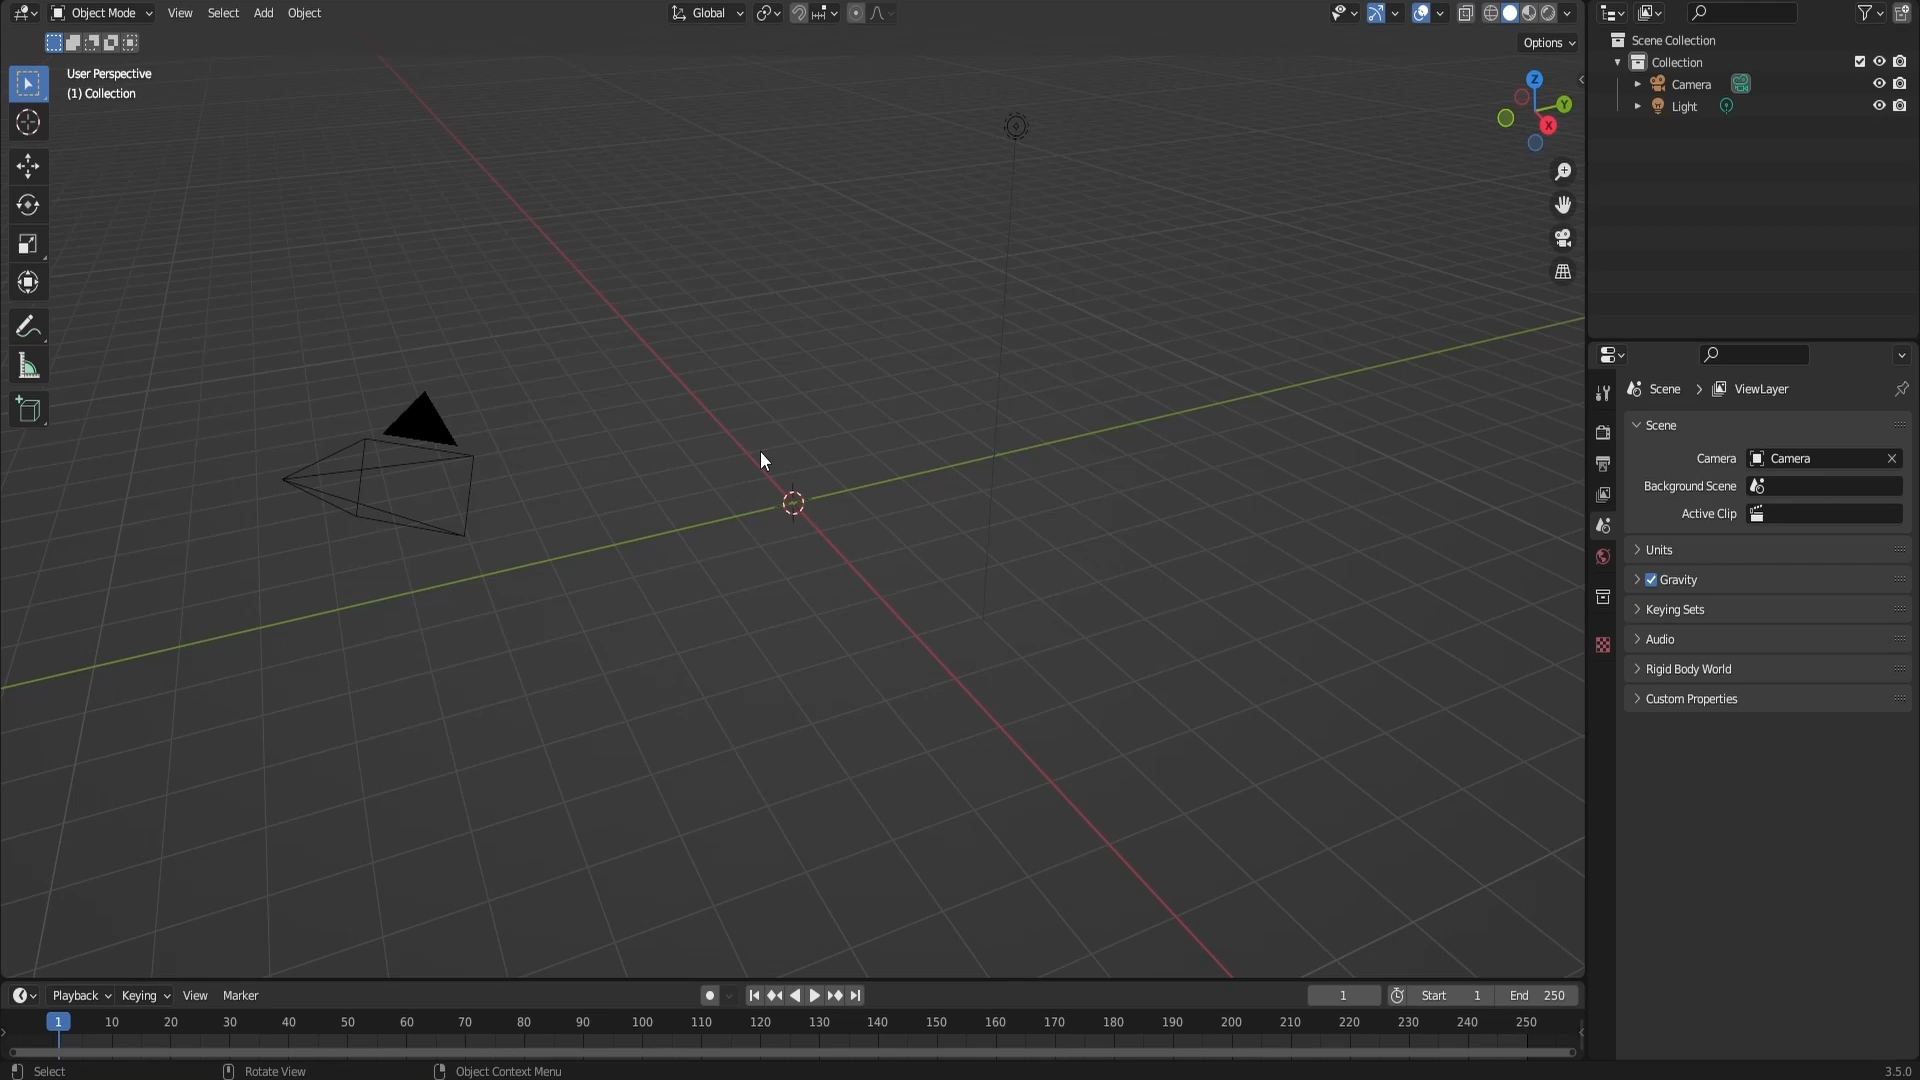 Object Mode View Select Add Object Global
Options
User Perspective
(1) Collection
Z
Y
X
Scene Collection
Collection
Camera
Light
Scene ViewLayer
Scene
Camera Camera
Background Scene
Active Clip
Units
Gravity
Keying Sets
Audio
Rigid Body World
Custom Properties
Playback Keying View Marker 1 Start 1 End 250
1 10 20 30 40 50 60 70 80 90 100 110 120 130 140 150 160 170 180 190 200 210 220 230 240 250
Select Rotate View Object Context Menu 3.5.0